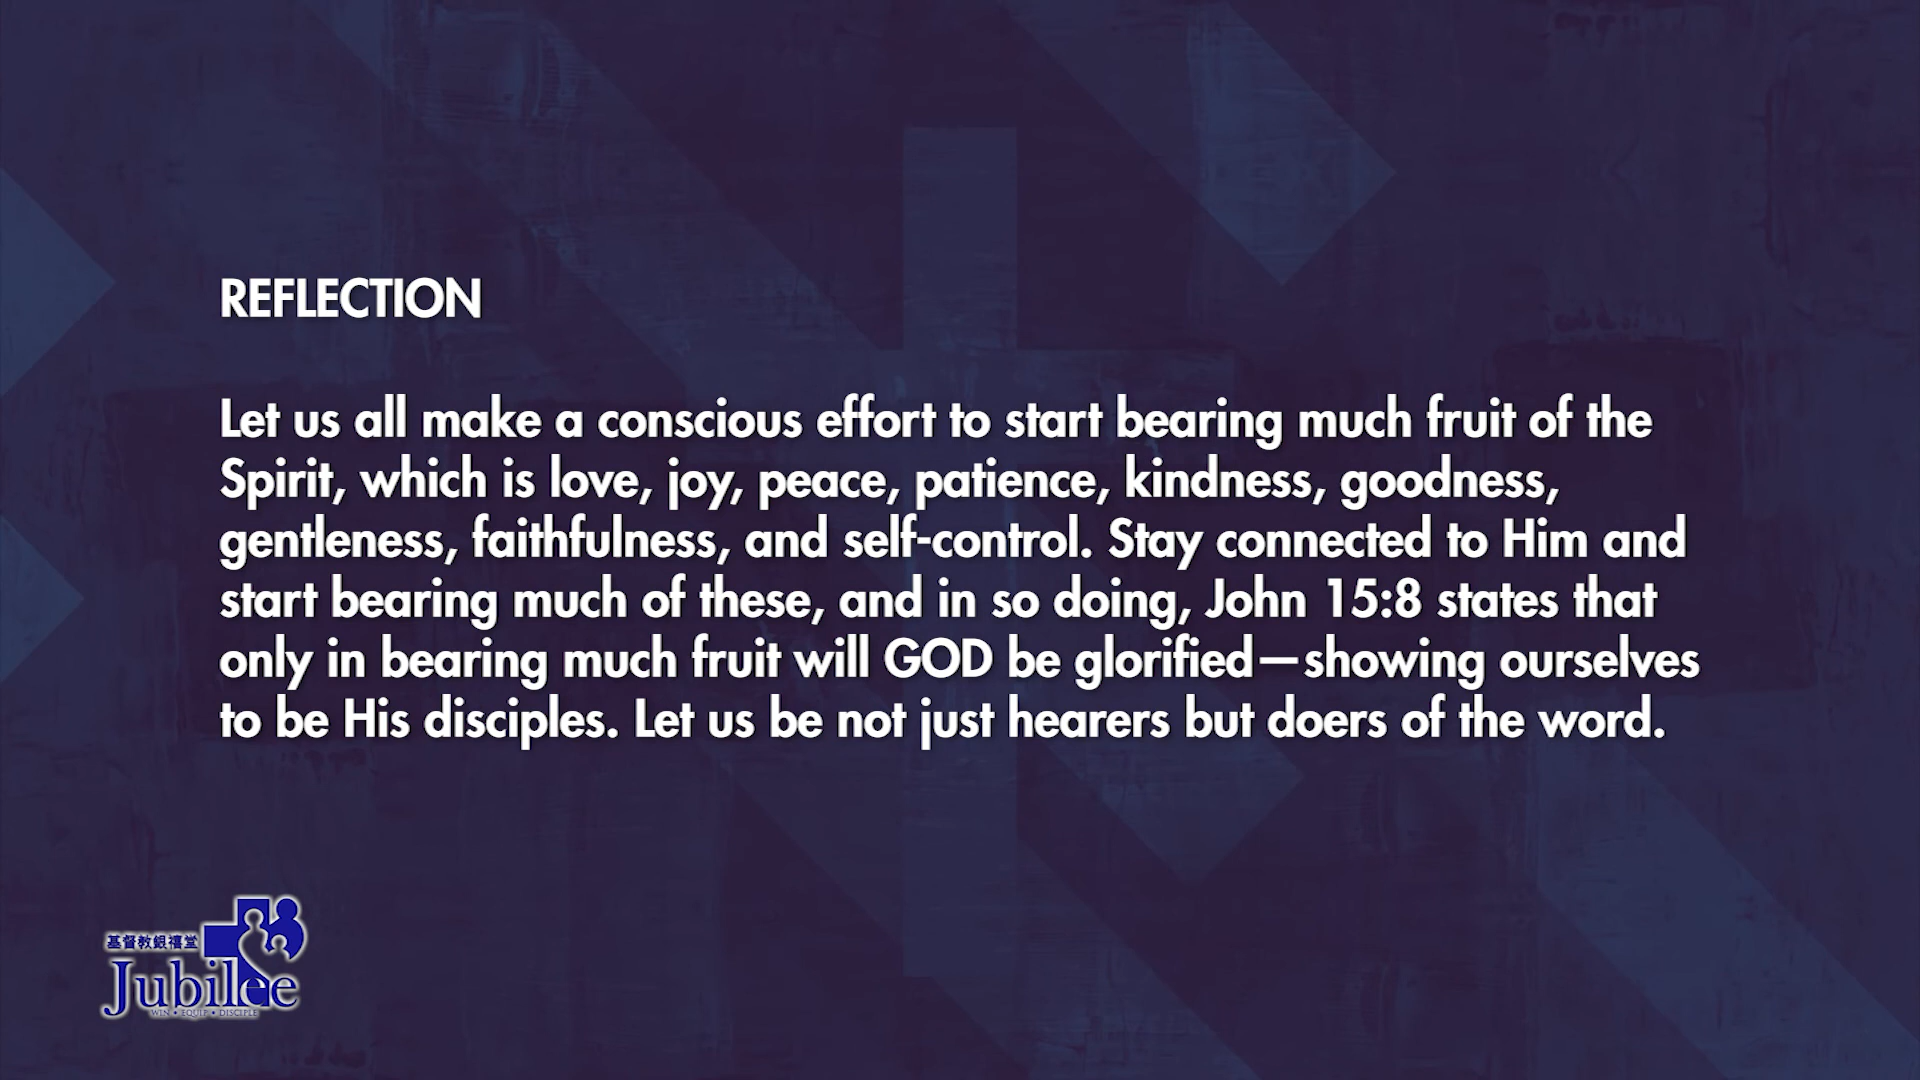 REFLECTION
Let us all make a conscious effort to start bearing much fruit of the
Spirit, which is love, joy, peace, patience, kindness, goodness,
gentleness, faithfulness, and self-control. Stay connected to Him and
start bearing much of these, and in so doing, John 15:8 states that
only in bearing much fruit will GOD be glorified—showing ourselves
to be His disciples. Let us be not just hearers but doers of the word.
基督教銀禧堂
Jubilee
WIN • EQUIP • DISCIPLE